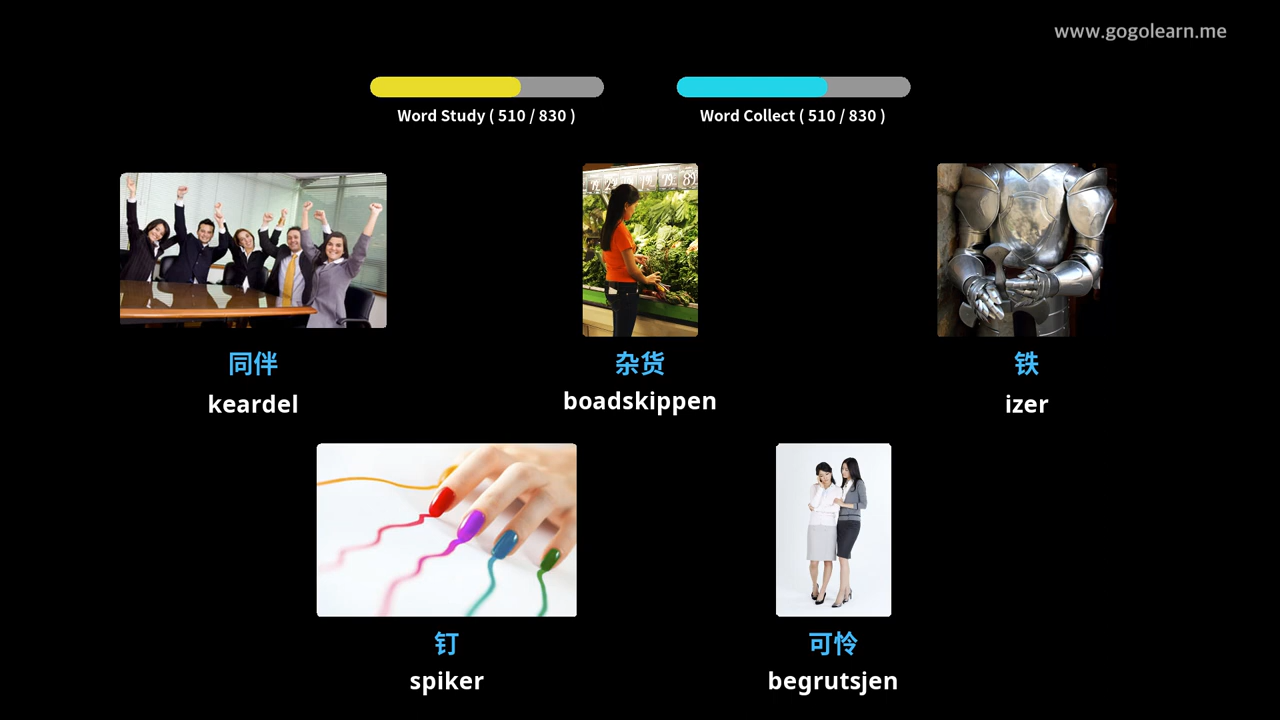 www.gogolearn.me
Word Study ( 510 / 830 )
Word Collect ( 510 / 830 )
同伴
keardel
杂货
boadskippen
铁
izer
钉
spiker
可怜
begrutsjen